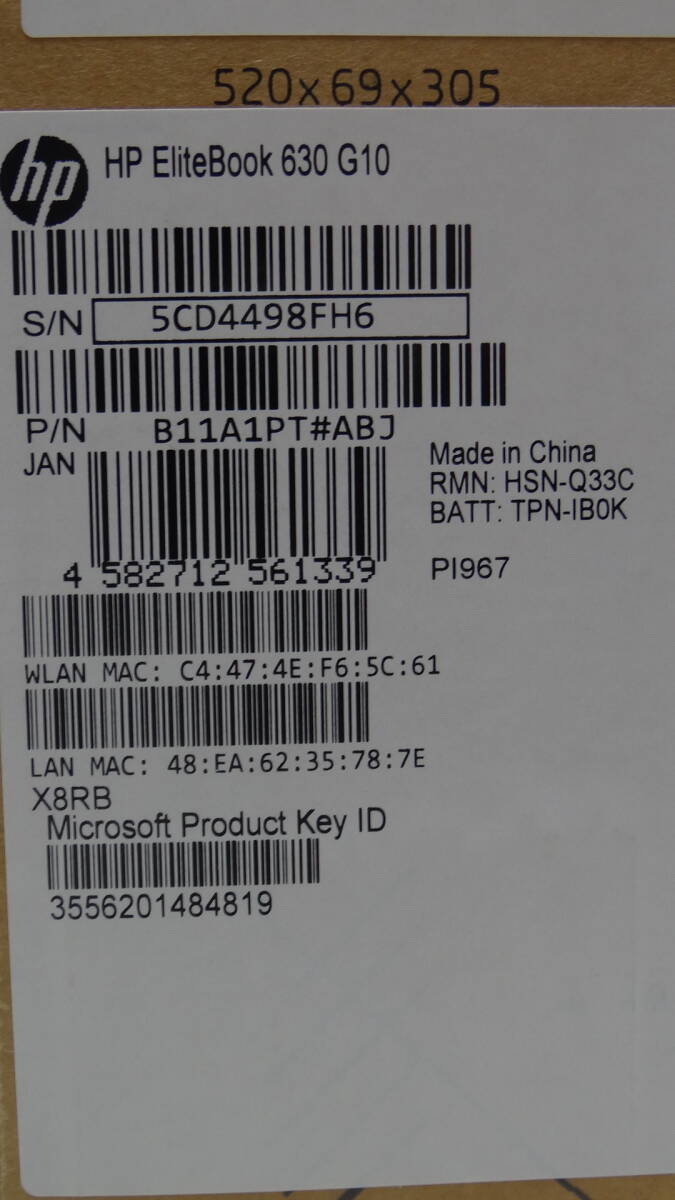 520x69x305
hp HP EliteBook 630 G10
S/N 5CD4498FH6
P/N B11A1PT#ABJ
JAN
4 582712 561339
Made in China
RMN: HSN-Q33C
BATT: TPN-IB0K
PI967
WLAN MAC: C4:47:4E:F6:5C:61
LAN MAC: 48:EA:62:35:78:7E
X8RB
Microsoft Product Key ID
3556201484819